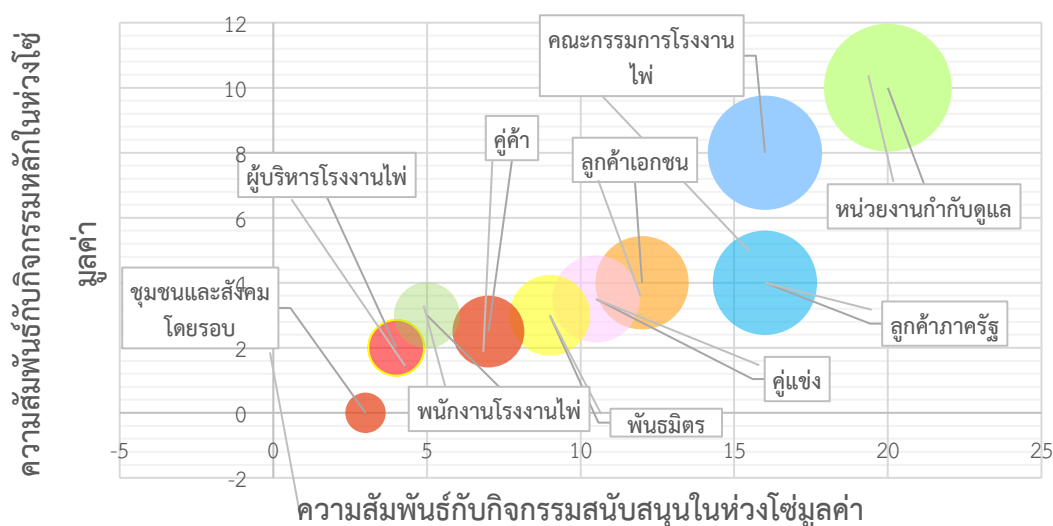 ความสัมพันธ์กับกิจกรรมหลักในห่วงโซ่
มูลค่า
12
10
8
6
4
2
0
-2
-5
0
5
10
15
20
25
คณะกรรมการโรงงาน
ไพ่
คู่ค้า
ลูกค้าเอกชน
ผู้บริหารโรงงานไพ่
หน่วยงานกำกับดูแล
ชุมชนและสังคม
โดยรอบ
ลูกค้าภาครัฐ
คู่แข่ง
พนักงานโรงงานไพ่
พันธมิตร
ความสัมพันธ์กับกิจกรรมสนับสนุนในห่วงโซ่มูลค่า